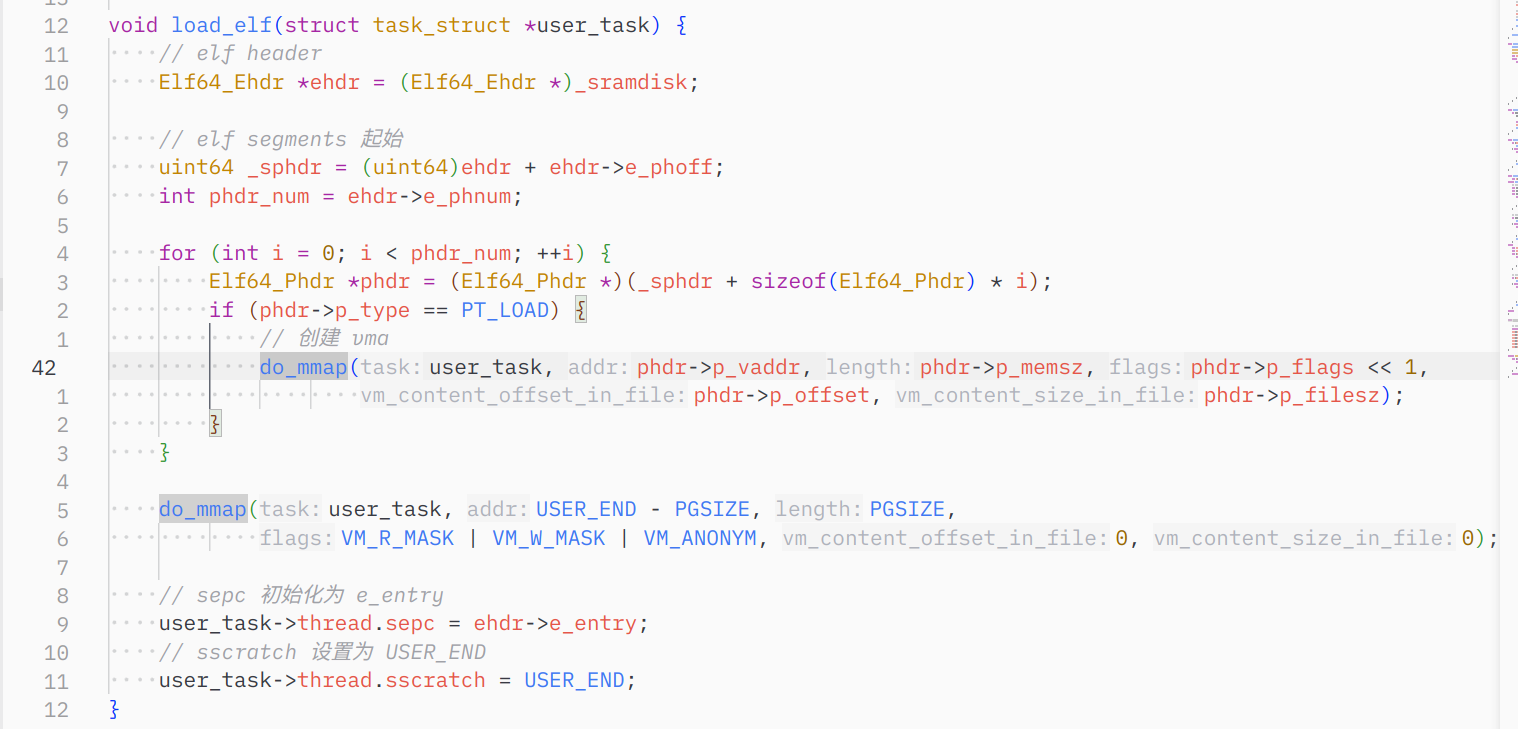 12 void load_elf(struct task_struct *user_task) {
11     // elf header
10     Elf64_Ehdr *ehdr = (Elf64_Ehdr *)_sramdisk;
9
8     // elf segments 起始
7     uint64 _sphdr = (uint64)ehdr + ehdr->e_phoff;
6     int phdr_num = ehdr->e_phnum;
5
4     for (int i = 0; i < phdr_num; ++i) {
3         Elf64_Phdr *phdr = (Elf64_Phdr *)(_sphdr + sizeof(Elf64_Phdr) * i);
2         if (phdr->p_type == PT_LOAD) {
1             // 创建 vma
42             do_mmap(task: user_task, addr: phdr->p_vaddr, length: phdr->p_memsz, flags: phdr->p_flags << 1,
1                     vm_content_offset_in_file: phdr->p_offset, vm_content_size_in_file: phdr->p_filesz);
2         }
3     }
4
5     do_mmap(task: user_task, addr: USER_END - PGSIZE, length: PGSIZE,
6             flags: VM_R_MASK | VM_W_MASK | VM_ANONYM, vm_content_offset_in_file: 0, vm_content_size_in_file: 0);
7
8     // sepc 初始化为 e_entry
9     user_task->thread.sepc = ehdr->e_entry;
10     // sscratch 设置为 USER_END
11     user_task->thread.sscratch = USER_END;
12 }